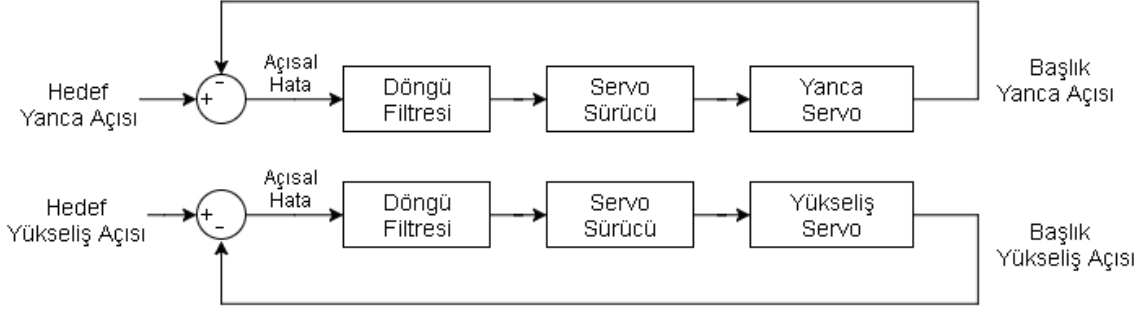 Hedef
Yanca Açısı
+
-
Açısal
Hata
Döngü
Filtresi
Servo
Sürücü
Yanca
Servo
Başlık
Yanca Açısı
Hedef
Yükseliş Açısı
+
-
Açısal
Hata
Döngü
Filtresi
Servo
Sürücü
Yükseliş
Servo
Başlık
Yükseliş Açısı